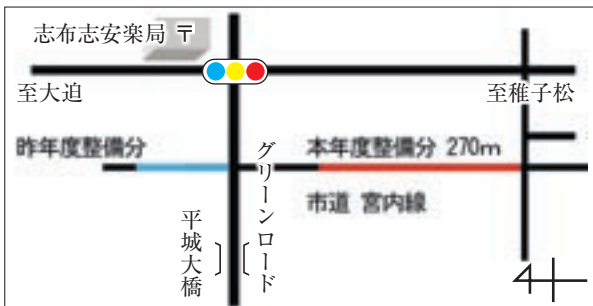 志布志安楽局 〒
至大迫
至稚子松
昨年度整備分
本年度整備分 270m
市道 宮内線
グリーンロード
平城大橋